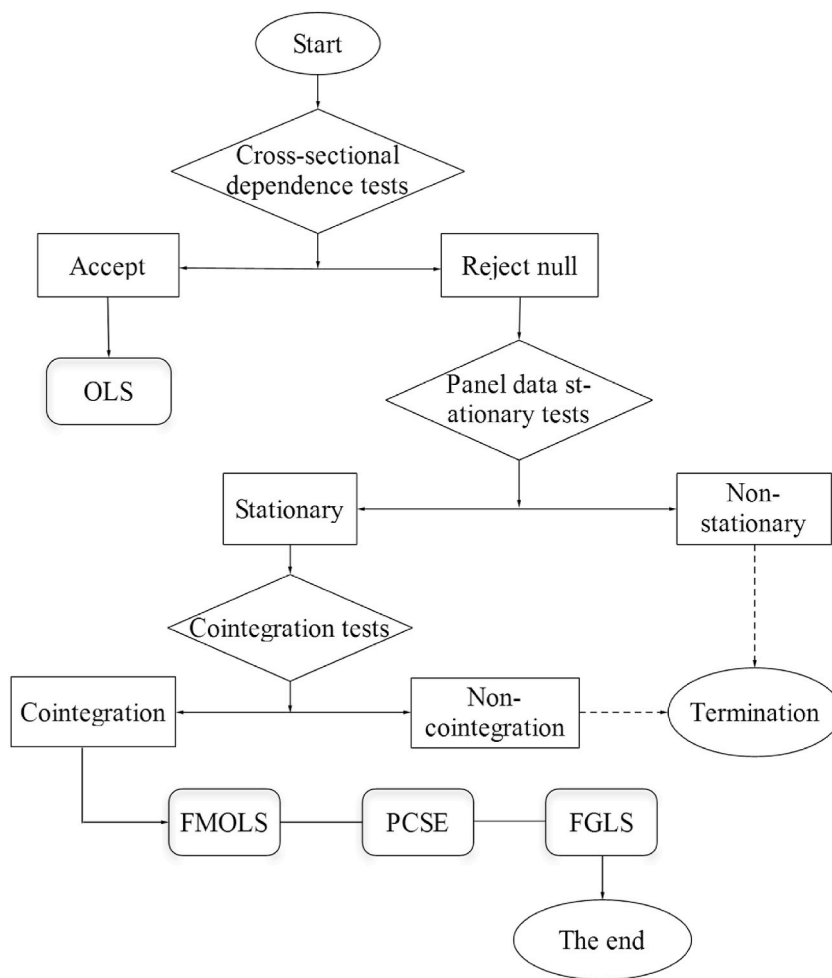 Start
Cross-sectional
dependence tests
Accept
Reject null
OLS
Panel data st-
ationary tests
Stationary
Non-
stationary
Cointegration tests
Cointegration
Non-
cointegration
Termination
FMOLS
PCSE
FGLS
The end